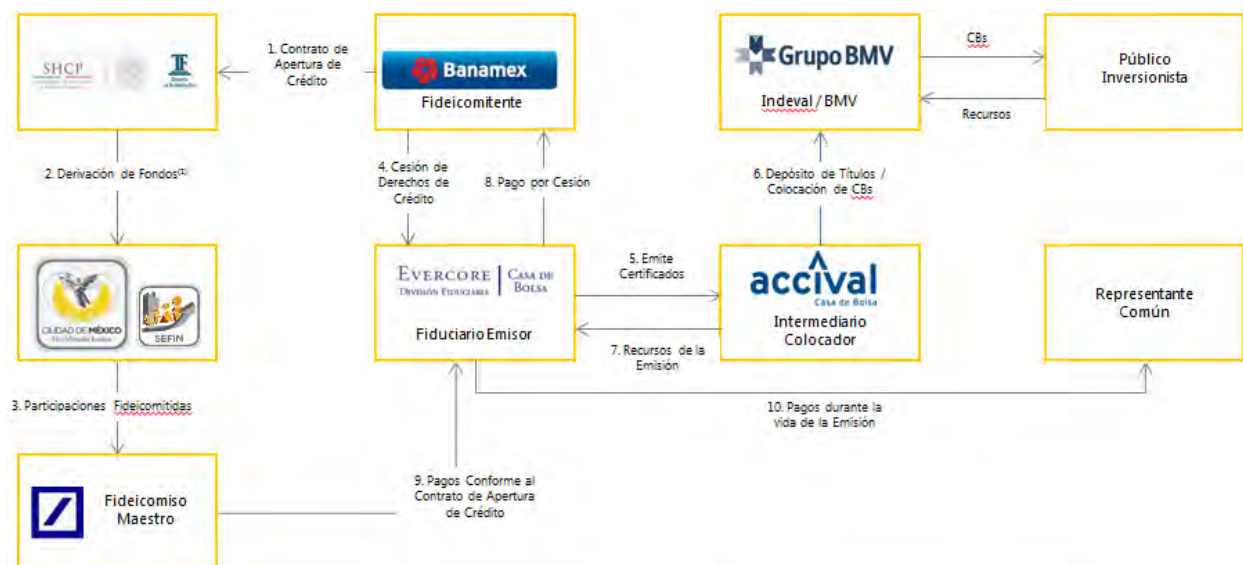 SHCP
1. Contrato de
Apertura de
Crédito
Banamex
Fideicomitente
Grupo BMV
Indeval / BMV
CBs
Recursos
Público
Inversionista
2. Derivación de Fondos(1)
4. Cesión de
Derechos de
Crédito
8. Pago por Cesión
6. Depósito de Títulos /
Colocación de CBs
CIUDAD DE MÉXICO
SEFIN
EVERCORE
DIVISIÓN FIDUCIARIA
CASA DE
BOLSA
Fiduciario Emisor
5. Emite
Certificados
7. Recursos de la
Emisión
accival
Casa de Bolsa
Intermediario
Colocador
Representante
Común
3. Participaciones Fideicomitidas
10. Pagos durante la
vida de la Emisión
Fideicomiso
Maestro
9. Pagos Conforme al
Contrato de Apertura
de Crédito